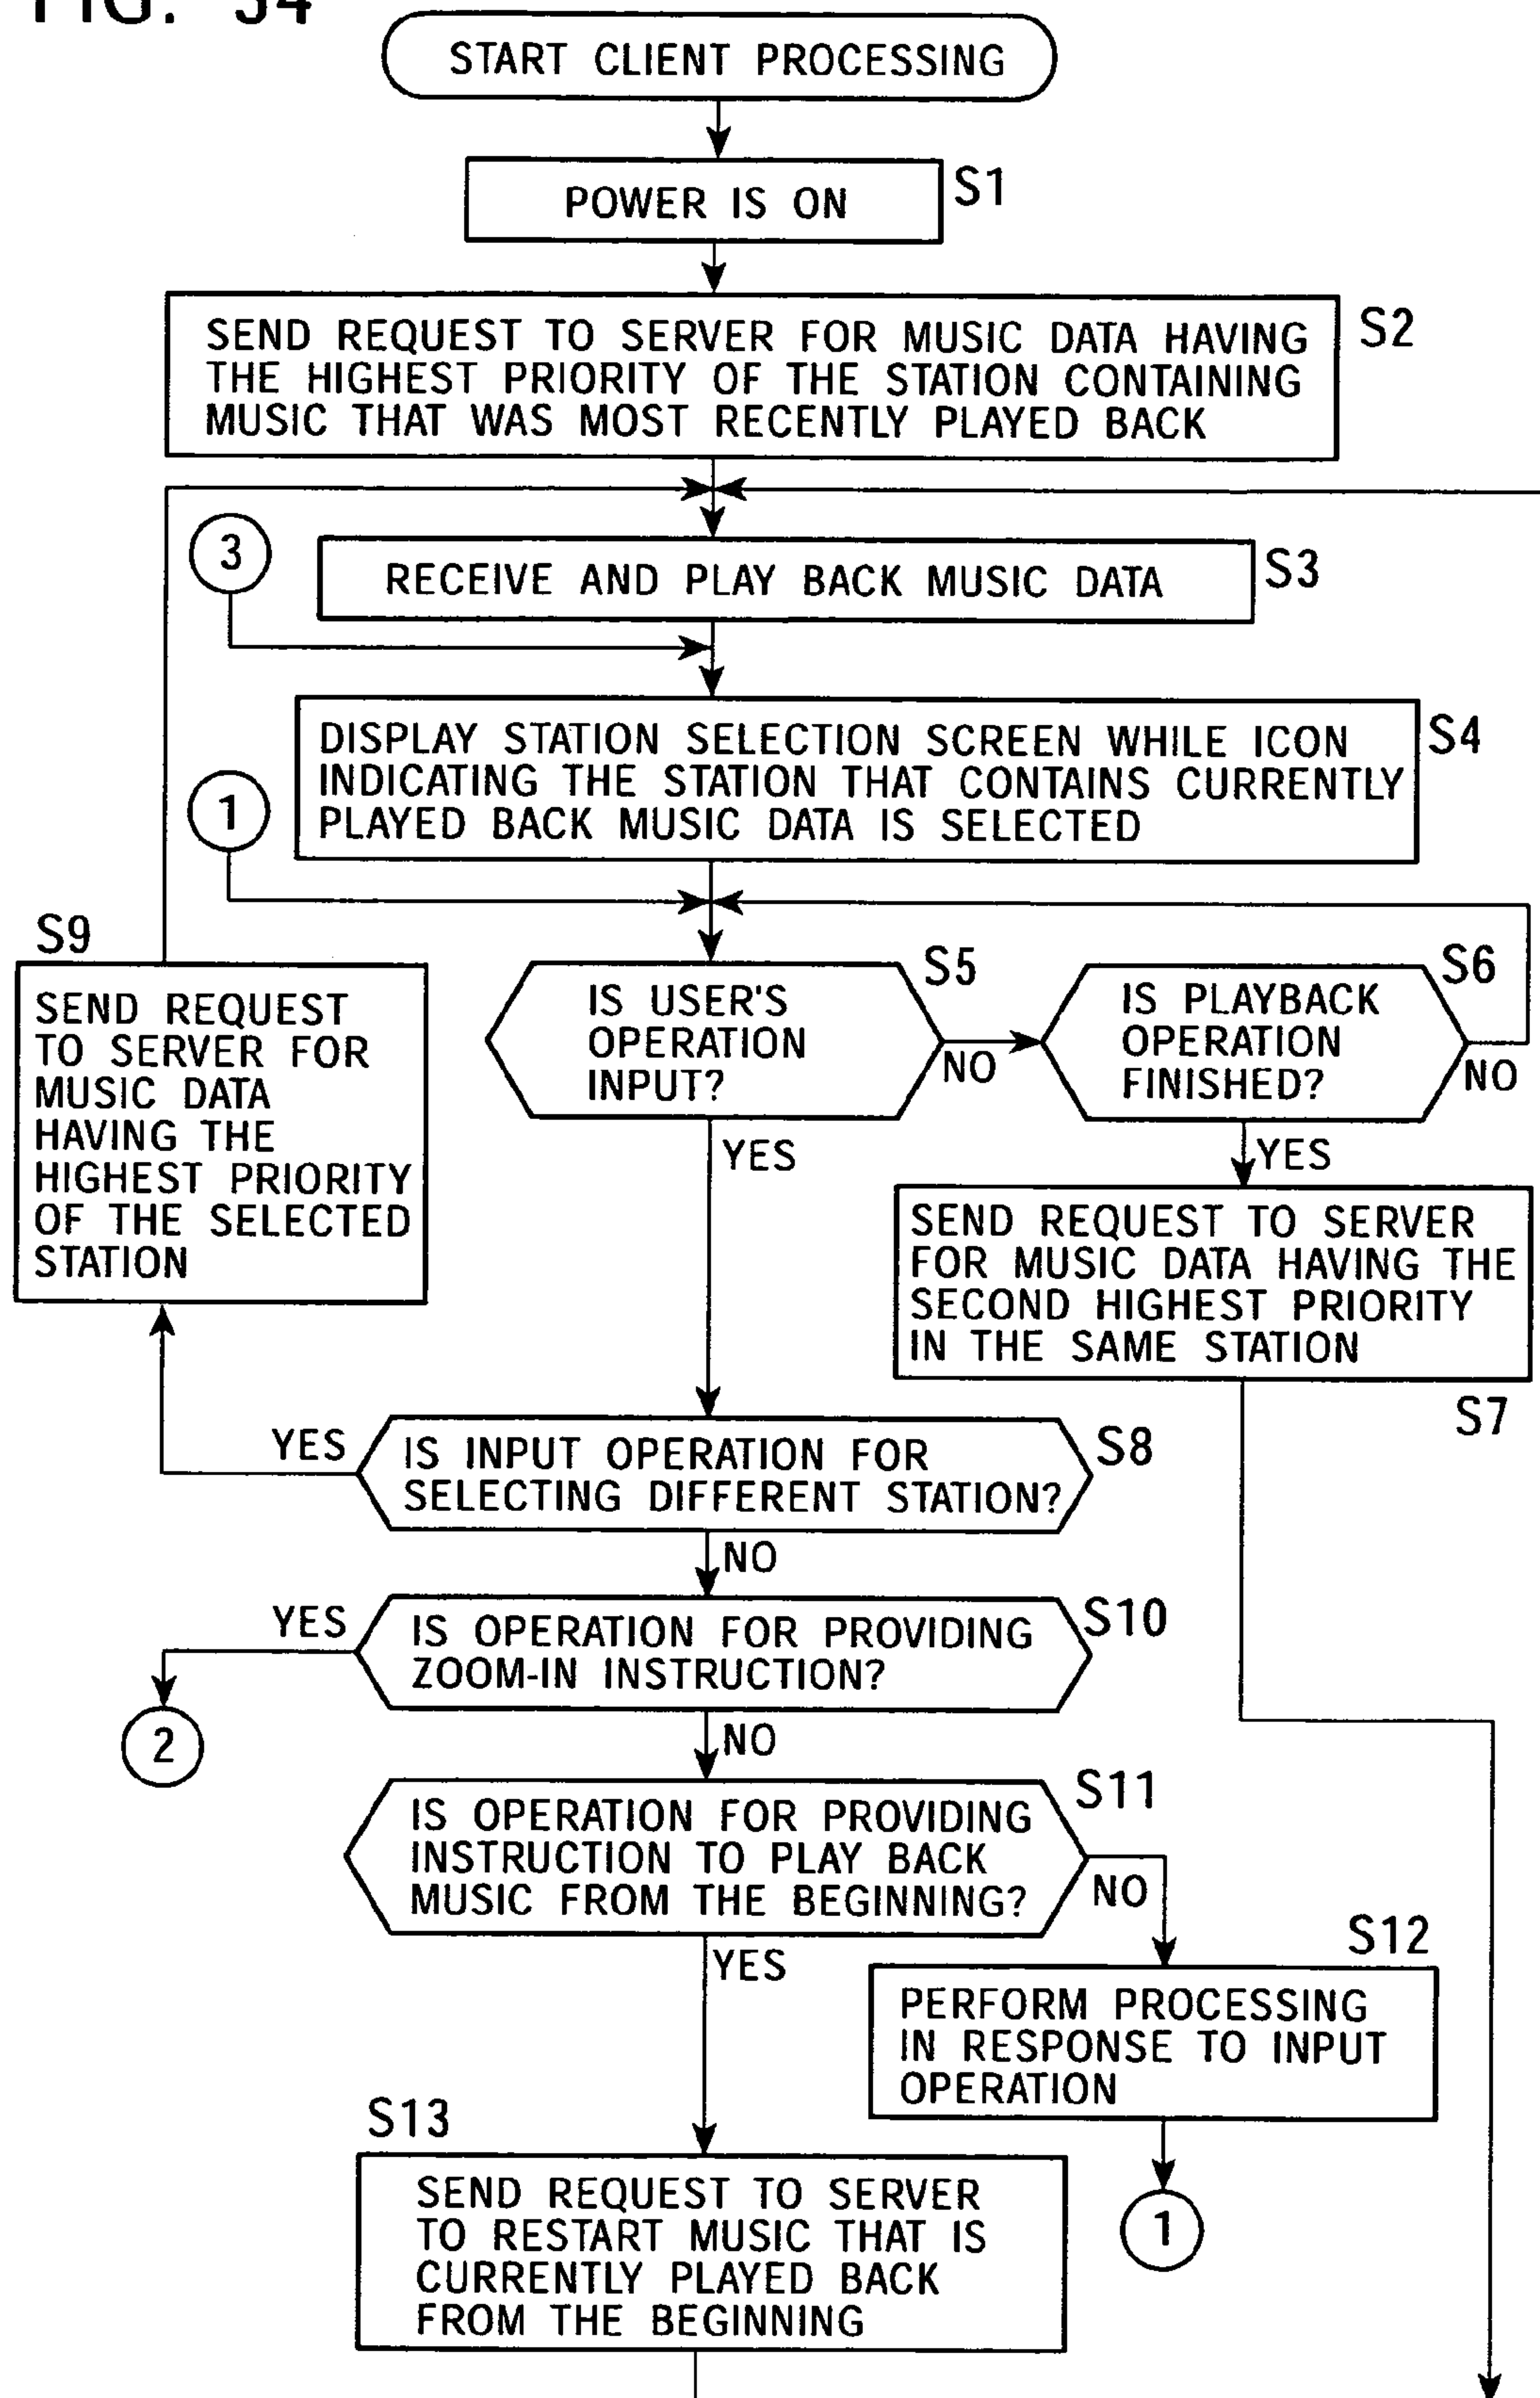 FIG. 34
START CLIENT PROCESSING
POWER IS ON
S1
SEND REQUEST TO SERVER FOR MUSIC DATA HAVING
THE HIGHEST PRIORITY OF THE STATION CONTAINING
MUSIC THAT WAS MOST RECENTLY PLAYED BACK
S2
3
RECEIVE AND PLAY BACK MUSIC DATA
S3
DISPLAY STATION SELECTION SCREEN WHILE ICON
INDICATING THE STATION THAT CONTAINS CURRENTLY
PLAYED BACK MUSIC DATA IS SELECTED
S4
1
S9
SEND REQUEST
TO SERVER FOR
MUSIC DATA
HAVING THE
HIGHEST PRIORITY
OF THE SELECTED
STATION
IS USER'S
OPERATION
INPUT?
S5
NO
YES
IS PLAYBACK
OPERATION
FINISHED?
S6
NO
YES
SEND REQUEST TO SERVER
FOR MUSIC DATA HAVING THE
SECOND HIGHEST PRIORITY
IN THE SAME STATION
S7
YES
IS INPUT OPERATION FOR
SELECTING DIFFERENT STATION?
S8
NO
YES
IS OPERATION FOR PROVIDING
ZOOM-IN INSTRUCTION?
S10
2
NO
IS OPERATION FOR PROVIDING
INSTRUCTION TO PLAY BACK
MUSIC FROM THE BEGINNING?
S11
NO
YES
S12
PERFORM PROCESSING
IN RESPONSE TO INPUT
OPERATION
1
S13
SEND REQUEST TO SERVER
TO RESTART MUSIC THAT IS
CURRENTLY PLAYED BACK
FROM THE BEGINNING